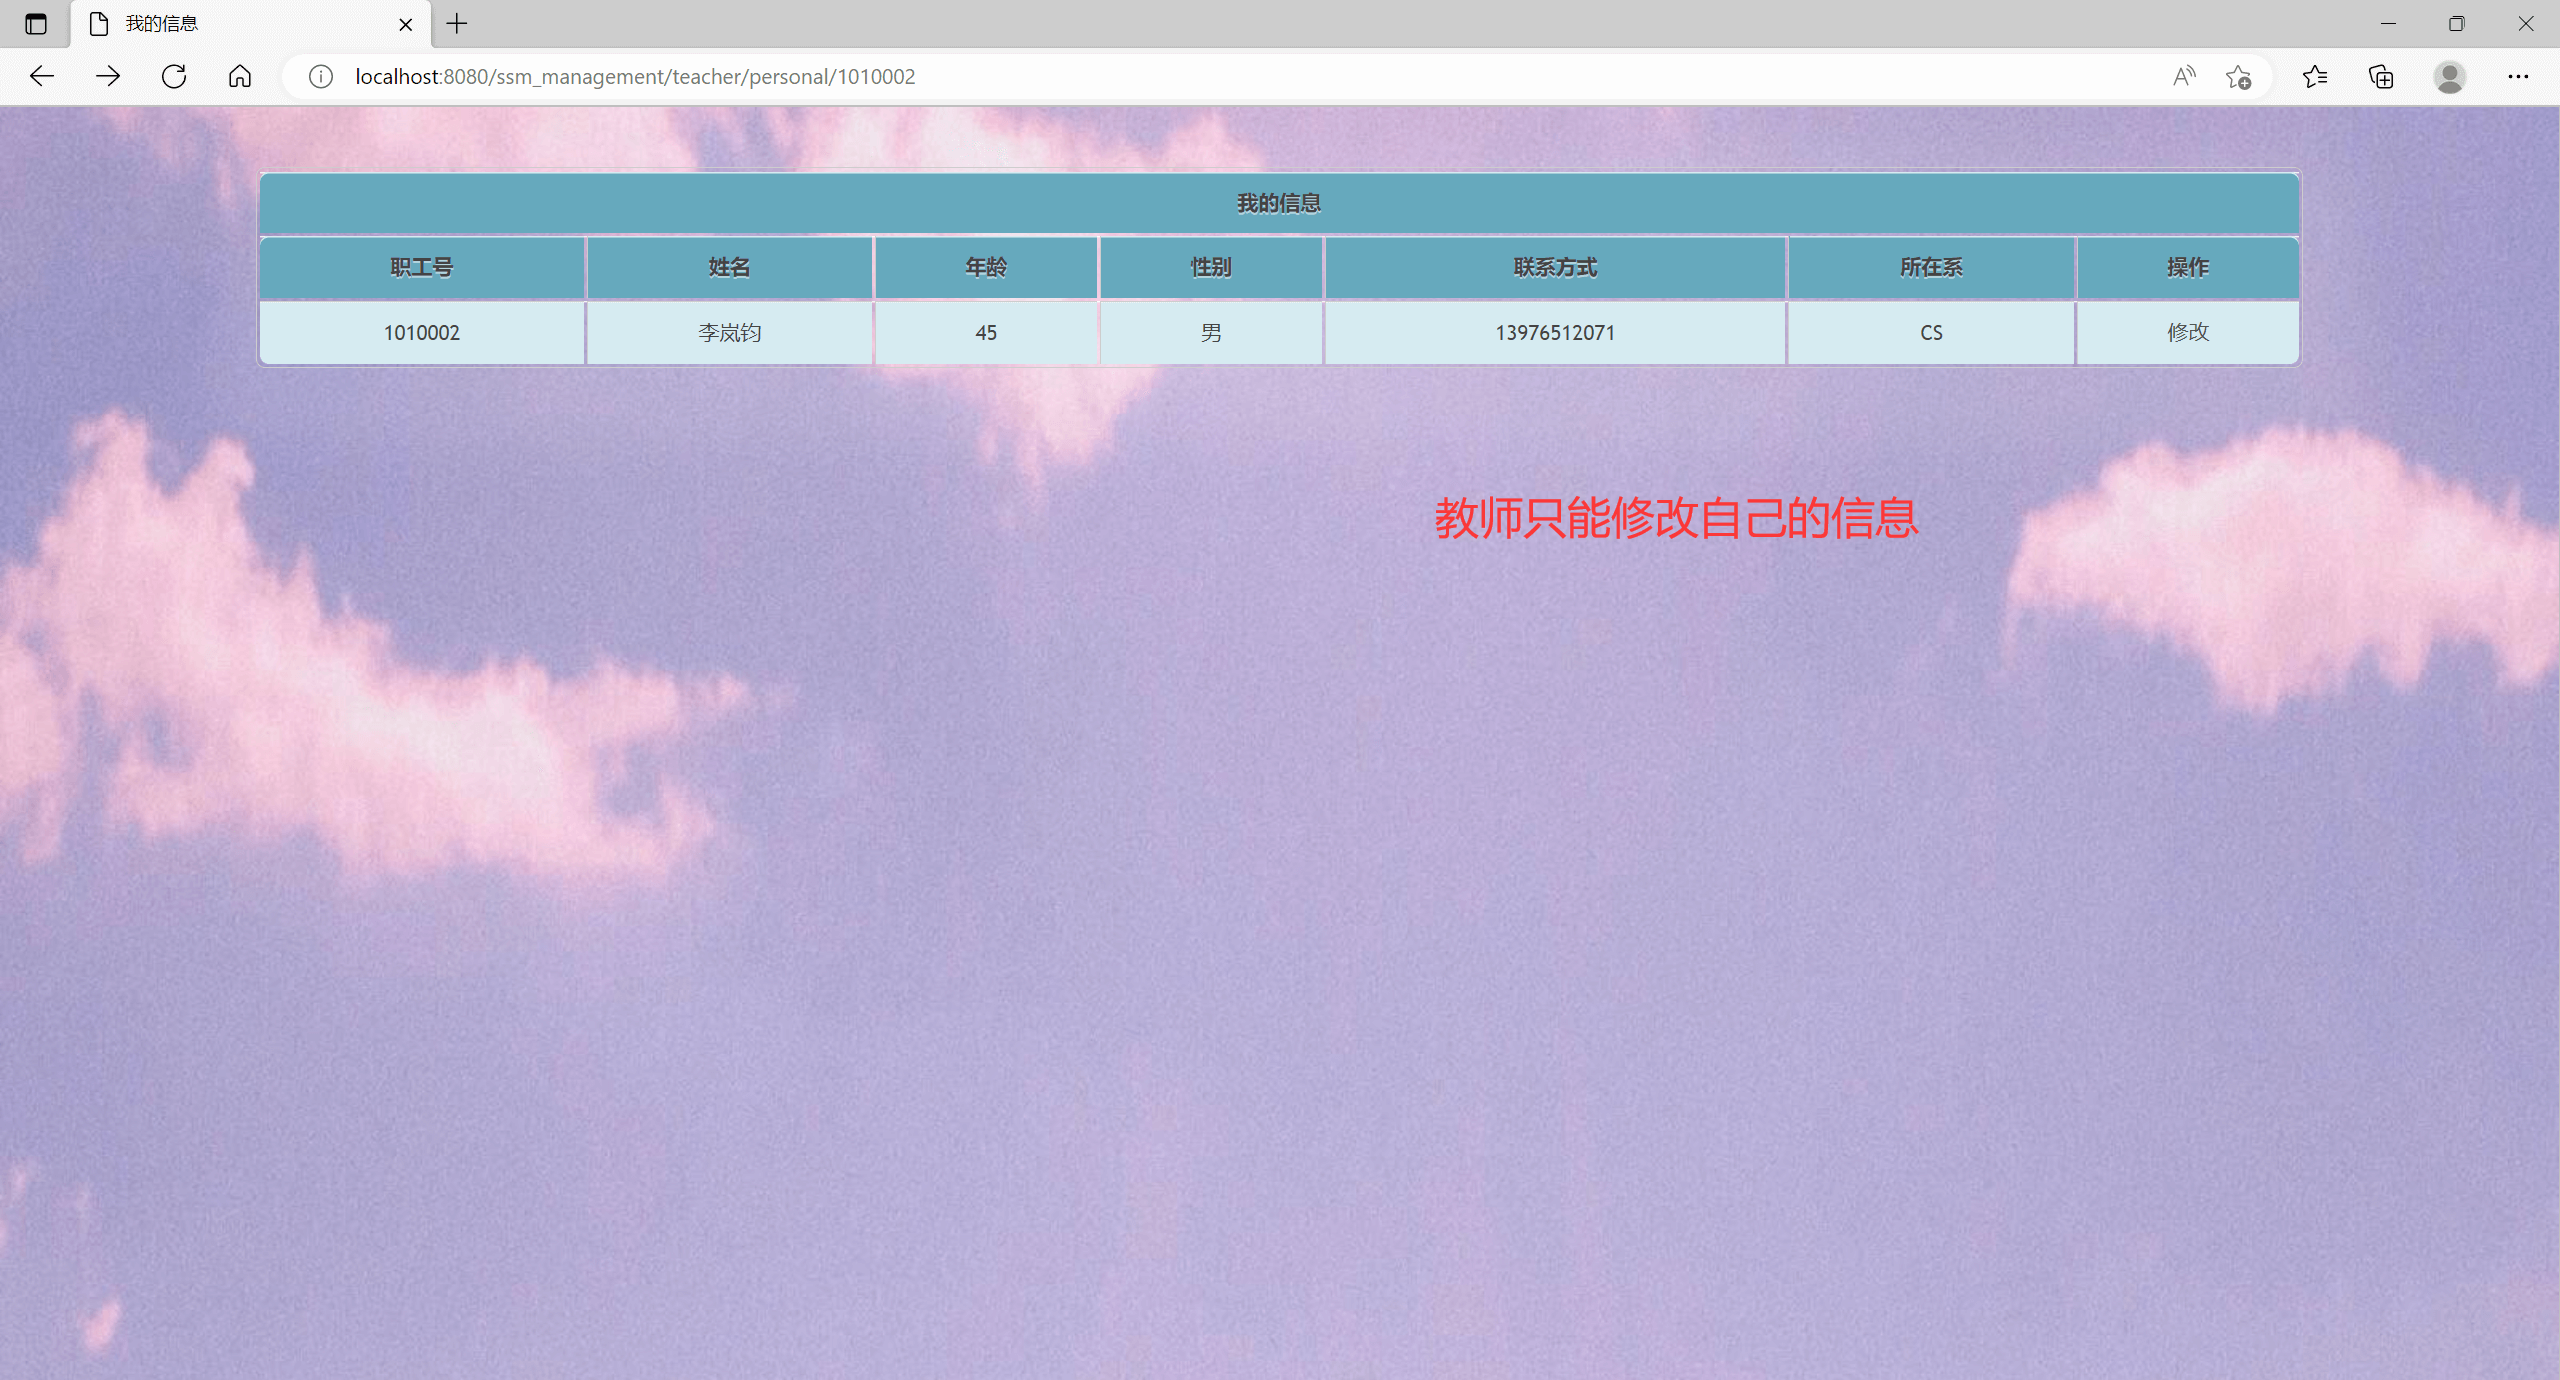 我的信息
localhost:8080/ssm_management/teacher/personal/1010002
我的信息
职工号 姓名 年龄 性别 联系方式 所在系 操作
1010002 李岚钧 45 男 13976512071 CS 修改
教师只能修改自己的信息